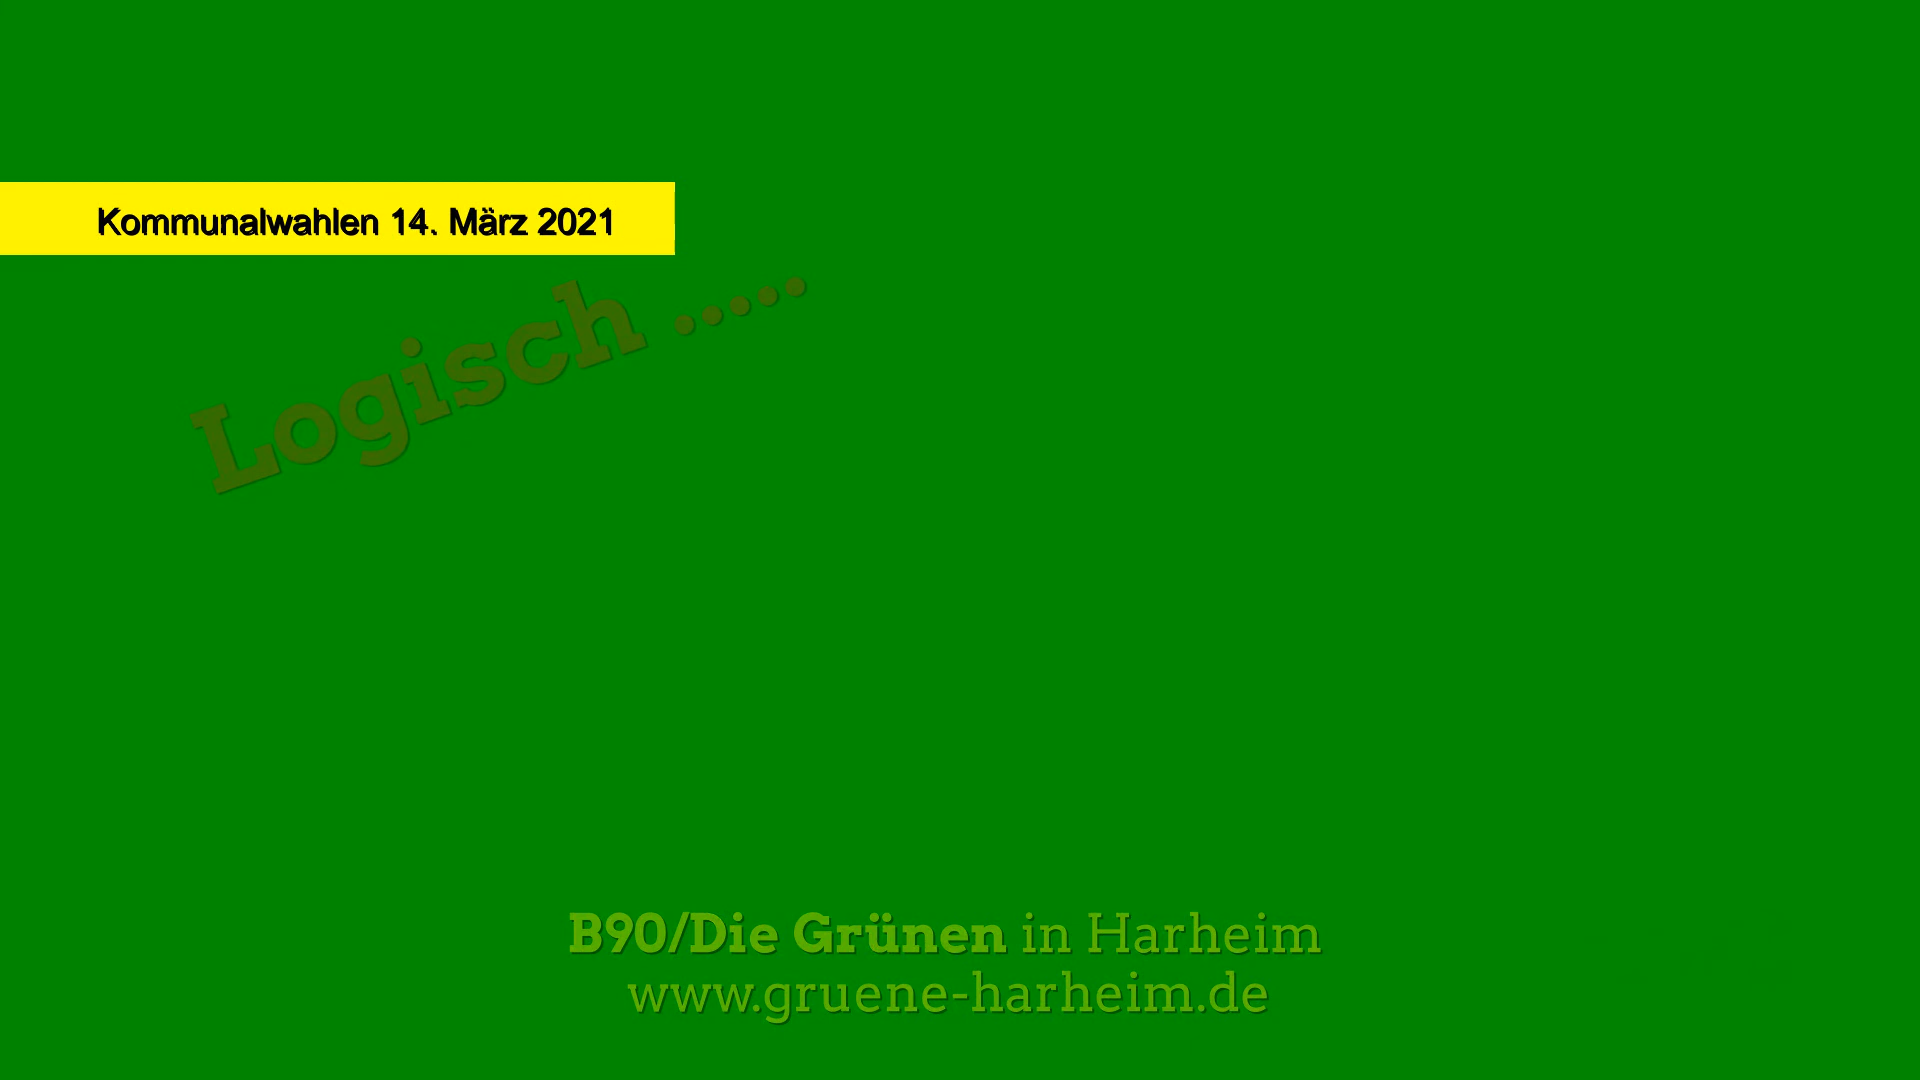 Kommunalwahlen 14. März 2021
Logisch .....
B90/Die Grünen in Harheim
www.gruene-harheim.de